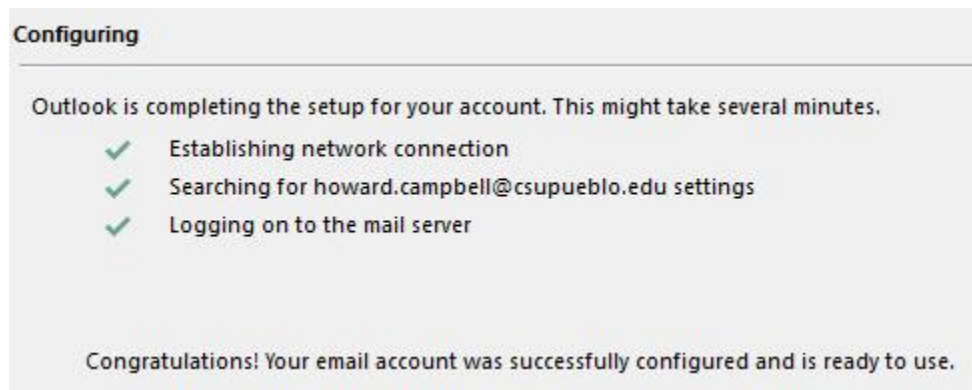 Configuring
Outlook is completing the setup for your account. This might take several minutes.
Establishing network connection
Searching for howard.campbell@csupueblo.edu settings
Logging on to the mail server
Congratulations! Your email account was successfully configured and is ready to use.